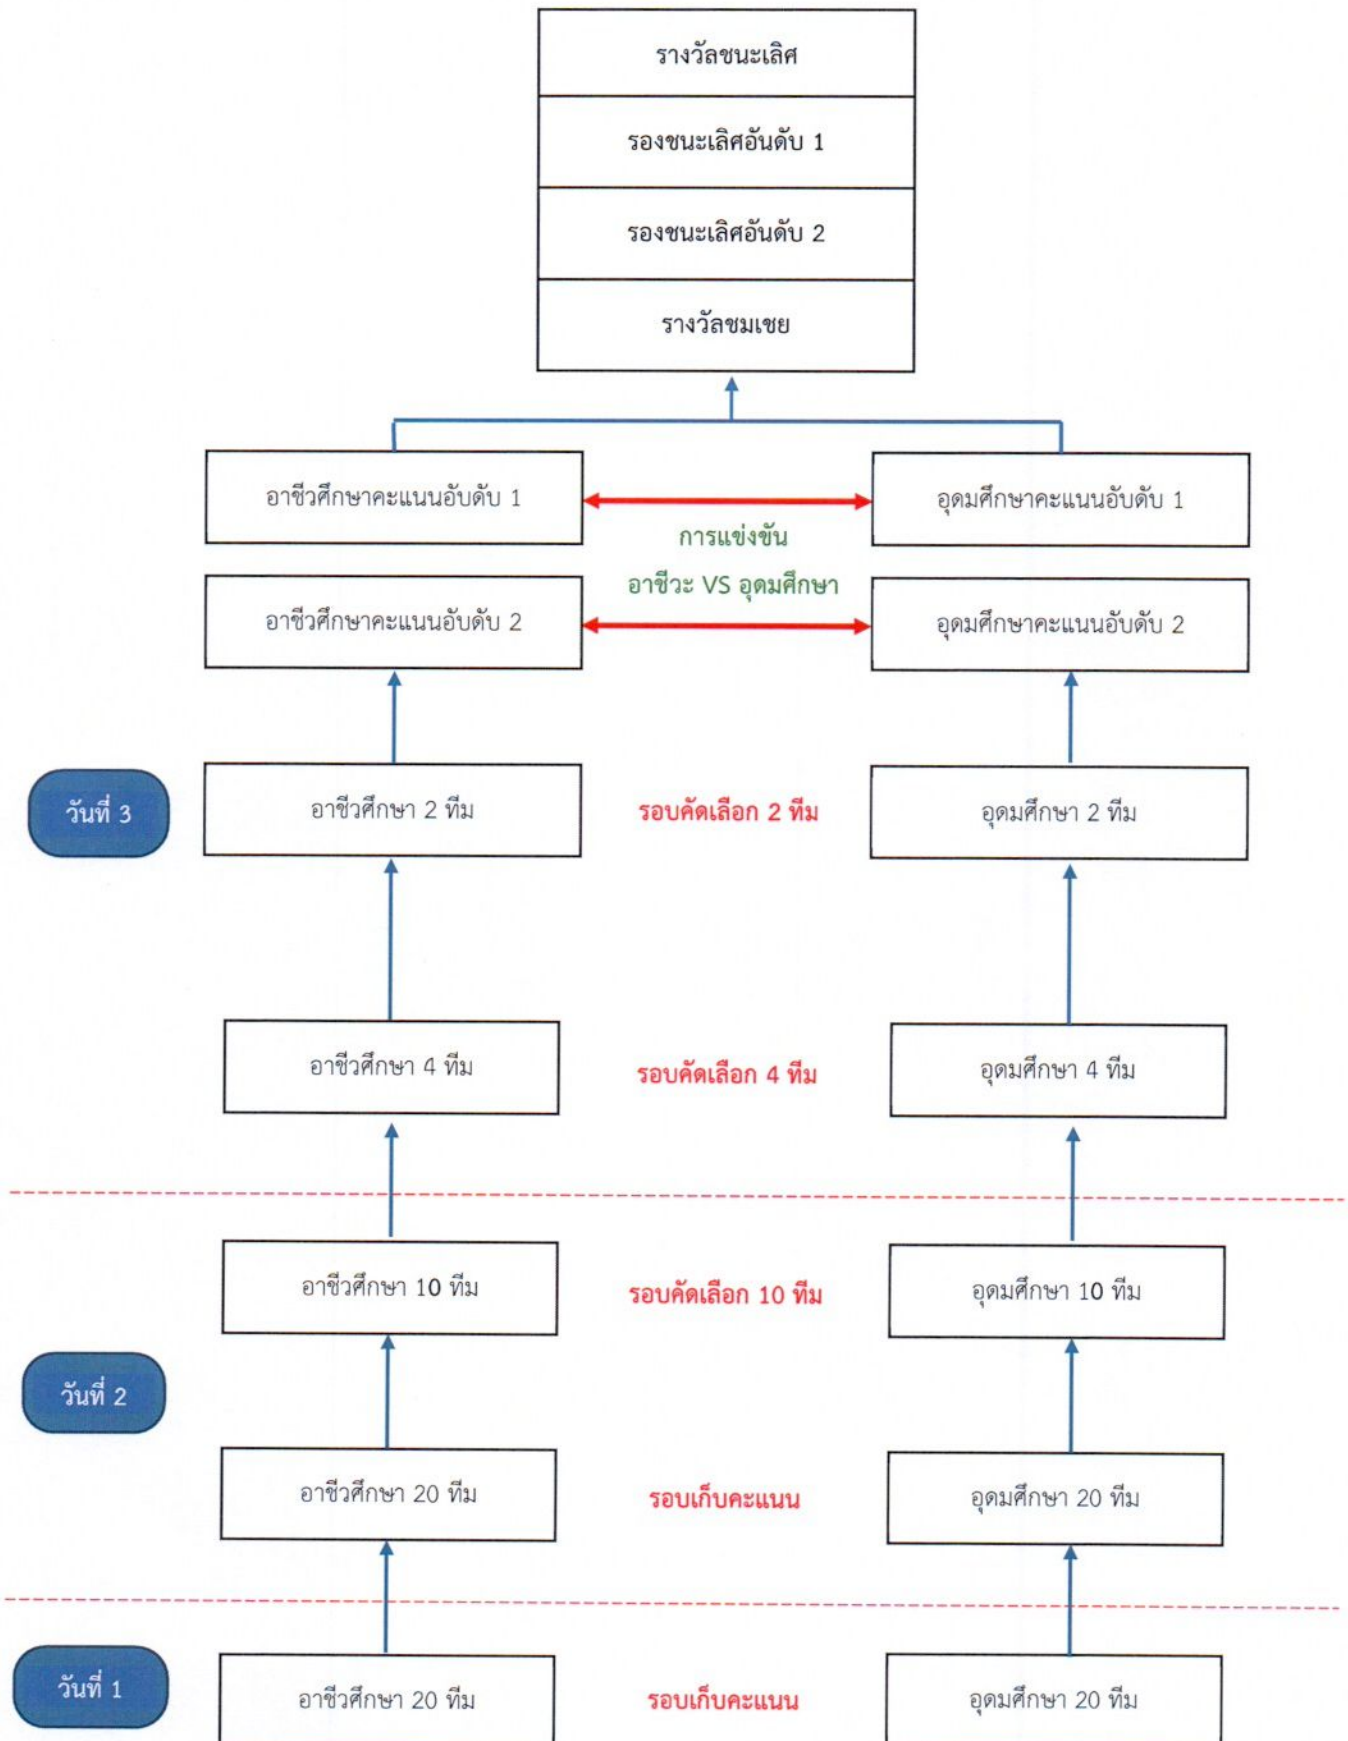 รางวัลชนะเลิศ
รองชนะเลิศอันดับ 1
รองชนะเลิศอันดับ 2
รางวัลชมเชย
อาชีวศึกษาคะแนนอับดับ 1
อุดมศึกษาคะแนนอับดับ 1
การแข่งขัน
อาชีวะ VS อุดมศึกษา
อาชีวศึกษาคะแนนอับดับ 2
อุดมศึกษาคะแนนอับดับ 2
วันที่ 3
อาชีวศึกษา 2 ทีม
รอบคัดเลือก 2 ทีม
อุดมศึกษา 2 ทีม
อาชีวศึกษา 4 ทีม
รอบคัดเลือก 4 ทีม
อุดมศึกษา 4 ทีม
อาชีวศึกษา 10 ทีม
รอบคัดเลือก 10 ทีม
อุดมศึกษา 10 ทีม
วันที่ 2
อาชีวศึกษา 20 ทีม
รอบเก็บคะแนน
อุดมศึกษา 20 ทีม
วันที่ 1
อาชีวศึกษา 20 ทีม
รอบเก็บคะแนน
อุดมศึกษา 20 ทีม